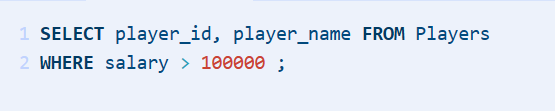 1 SELECT player_id, player_name FROM Players
2 WHERE salary > 100000 ;